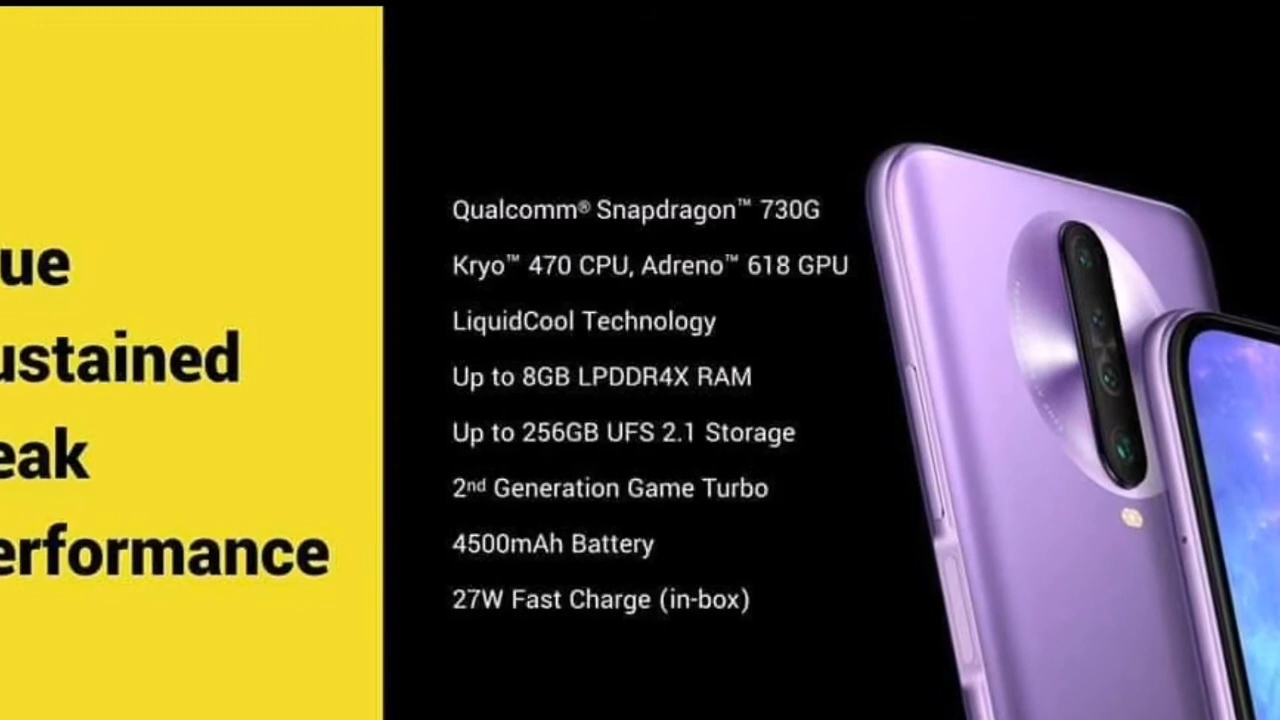 ue
ustained
eak
erformance
Qualcomm® Snapdragon™ 730G
Kryo™ 470 CPU, Adreno™ 618 GPU
LiquidCool Technology
Up to 8GB LPDDR4X RAM
Up to 256GB UFS 2.1 Storage
2nd Generation Game Turbo
4500mAh Battery
27W Fast Charge (in-box)